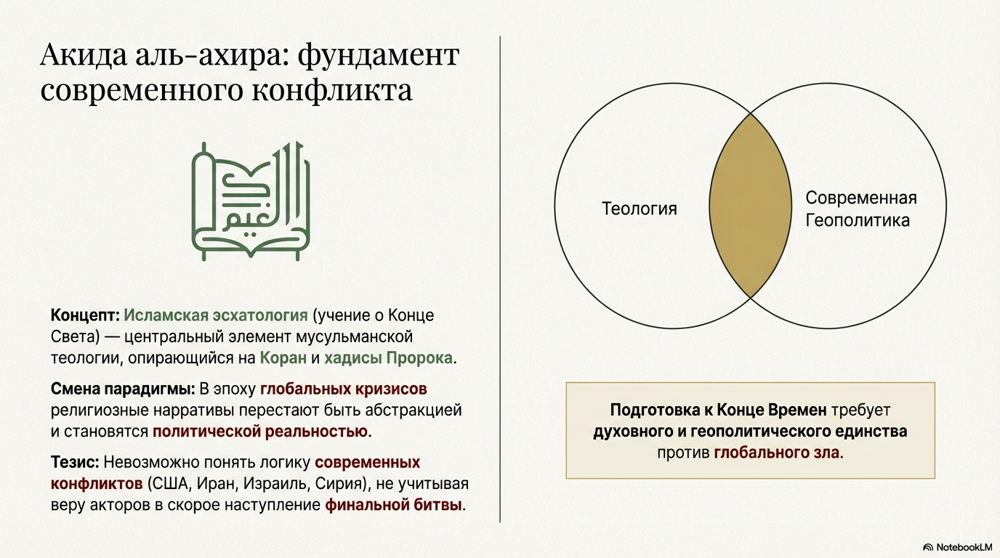 Акида аль-ахира: фундамент
современного конфликта
Концепт: Исламская эсхатология (учение о Конце
Света) — центральный элемент мусульманской
теологии, опирающийся на Коран и хадисы Пророка.
Смена парадигмы: В эпоху глобальных кризисов
религиозные нарративы перестают быть абстракцией
и становятся политической реальностью.
Тезис: Невозможно понять логику современных
конфликтов (США, Иран, Израиль, Сирия), не учитывая
веру акторов в скорое наступление финальной битвы.
Теология
Современная
Геополитика
Подготовка к Конце Времен требует
духовного и геополитического единства
против глобального зла.
NotebookLM